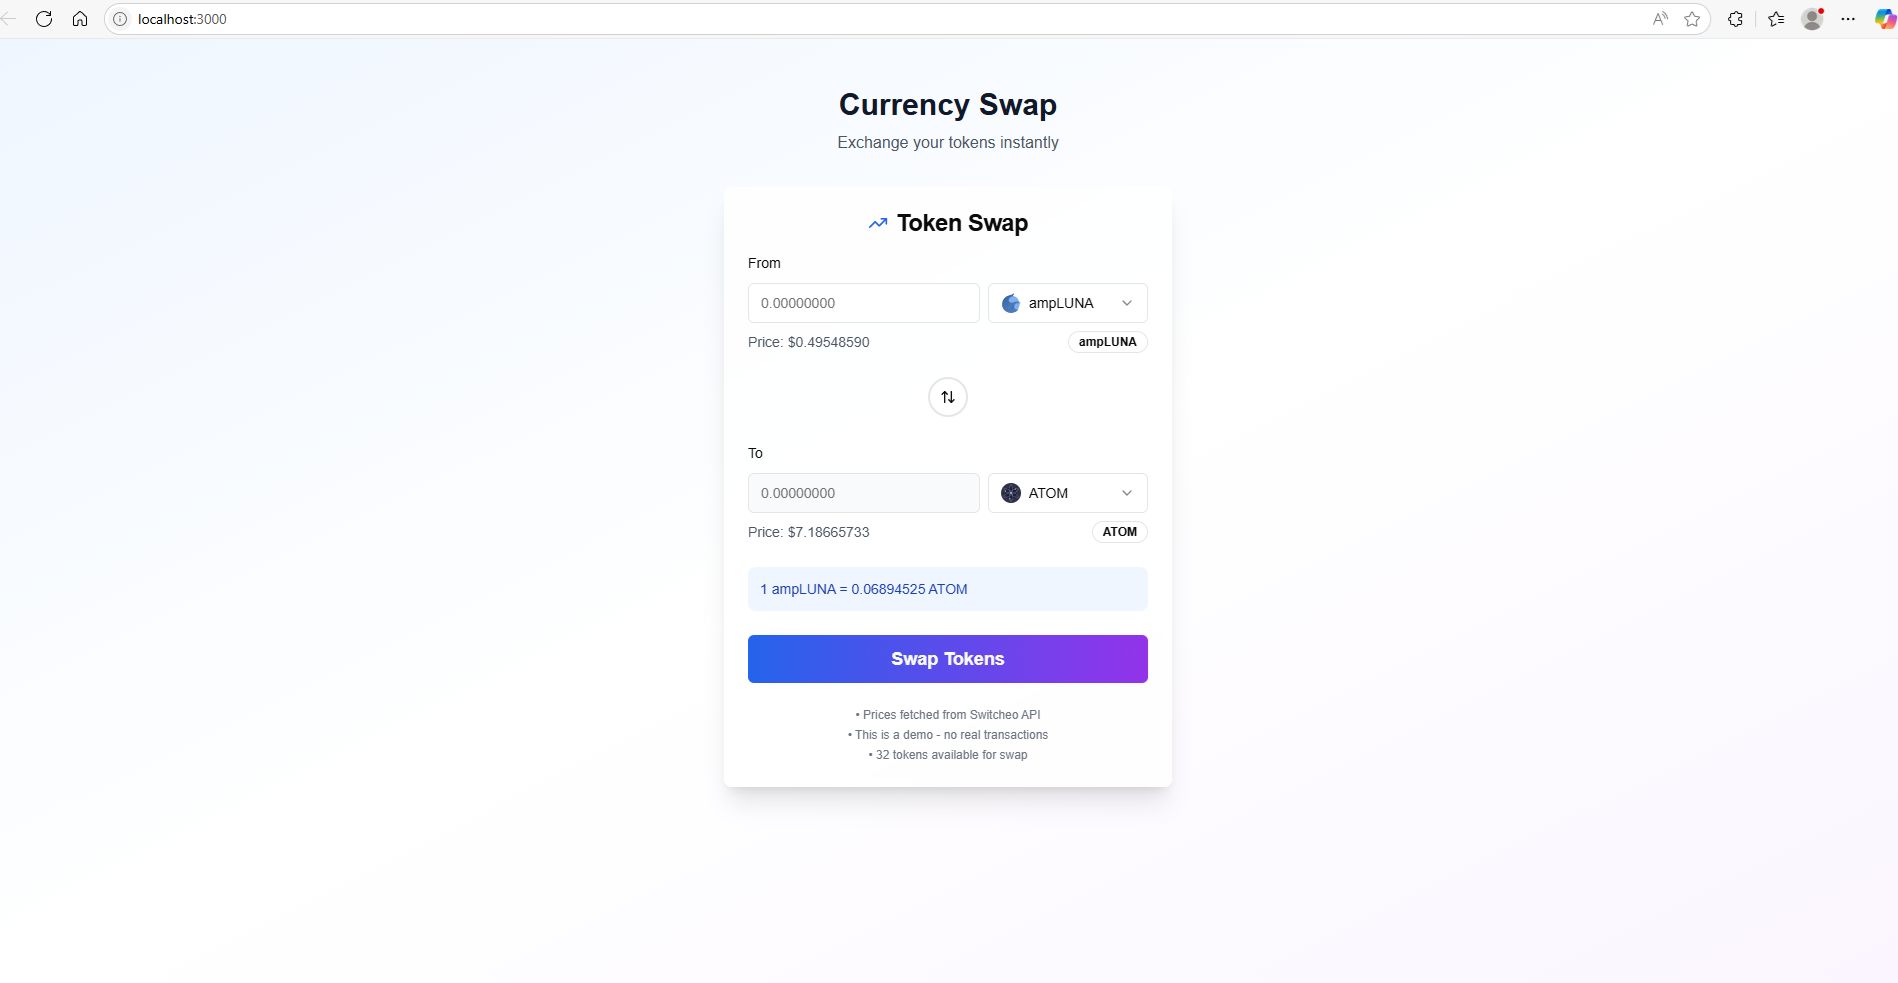 localhost:3000
Currency Swap
Exchange your tokens instantly
Token Swap
From
0.00000000
ampLUNA
Price: $0.49548590
ampLUNA
To
0.00000000
ATOM
Price: $7.18665733
ATOM
1 ampLUNA = 0.06894525 ATOM
Swap Tokens
• Prices fetched from Switcheo API
• This is a demo - no real transactions
• 32 tokens available for swap